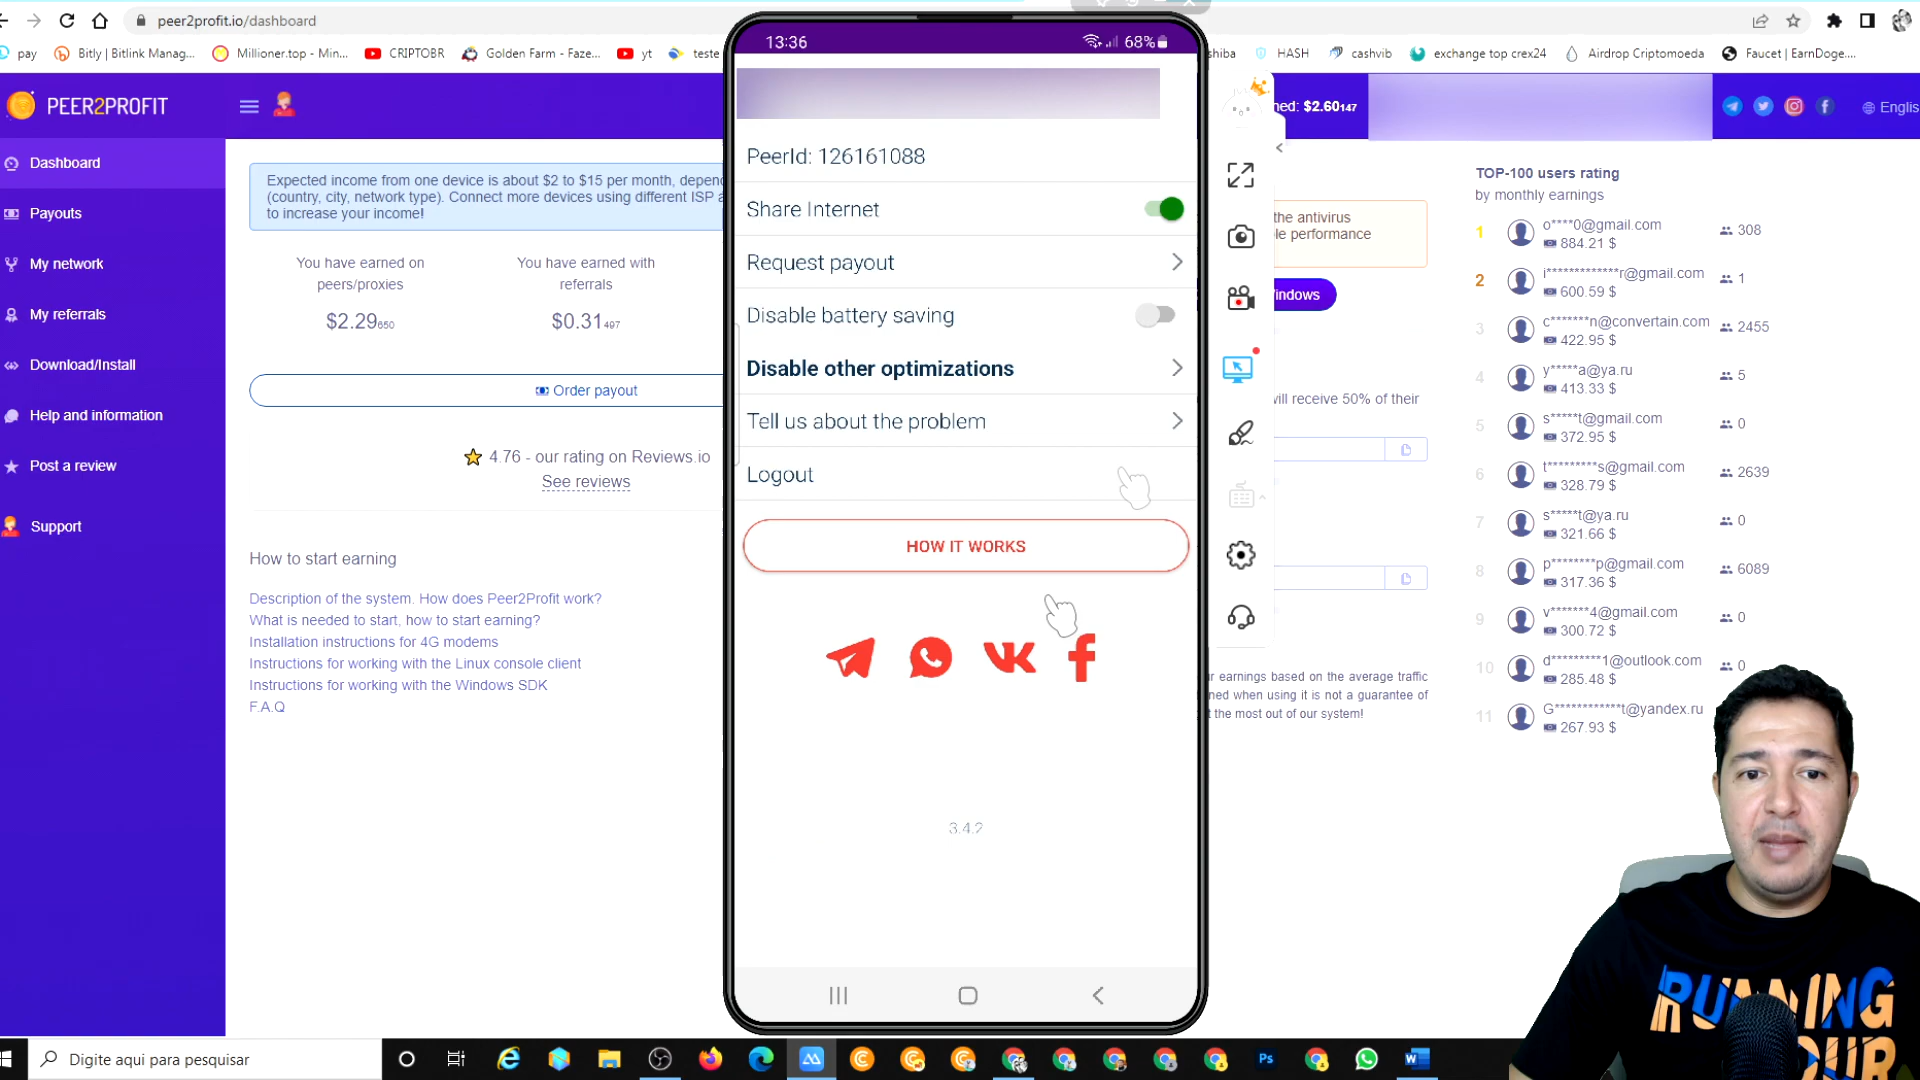 peer2profit.io/dashboard
pay
Bitly | Bitlink Manag...
Millioner.top - Min...
CRIPTOBR
Golden Farm - Faze...
yt
teste
shiba
HASH
cashvib
exchange top crex24
Airdrop Criptomoeda
Faucet | EarnDoge....
PEER2PROFIT
$2.60147
Englis
Dashboard
Payouts
My network
My referrals
Download/Install
Help and information
Post a review
Support
Expected income from one device is about $2 to $15 per month, depen
(country, city, network type). Connect more devices using different ISP a
to increase your income!
You have earned on
peers/proxies
$2.29650
You have earned with
referrals
$0.31497
Order payout
4.76 - our rating on Reviews.io
See reviews
How to start earning
Description of the system. How does Peer2Profit work?
What is needed to start, how to start earning?
Installation instructions for 4G modems
Instructions for working with the Linux console client
Instructions for working with the Windows SDK
F.A.Q
13:36
68%
PeerId: 126161088
Share Internet
Request payout
Disable battery saving
Disable other optimizations
Tell us about the problem
Logout
HOW IT WORKS
3.4.2
the antivirus
le performance
indows
vill receive 50% of their
ir earnings based on the average traffic
ned when using it is not a guarantee of
t the most out of our system!
TOP-100 users rating
by monthly earnings
1 o****0@gmail.com 308
884.21 $
2 i*************r@gmail.com 1
600.59 $
3 c*******n@convertain.com 2455
422.95 $
4 y*****a@ya.ru 5
413.33 $
5 s*****t@gmail.com 0
372.95 $
6 t*********s@gmail.com 2639
328.79 $
7 s*****t@ya.ru 0
321.66 $
8 p********p@gmail.com 6089
317.36 $
9 v*******4@gmail.com 0
300.72 $
10 d*********1@outlook.com 0
285.48 $
11 G************t@yandex.ru
267.93 $
RUNNING
Digite aqui para pesquisar